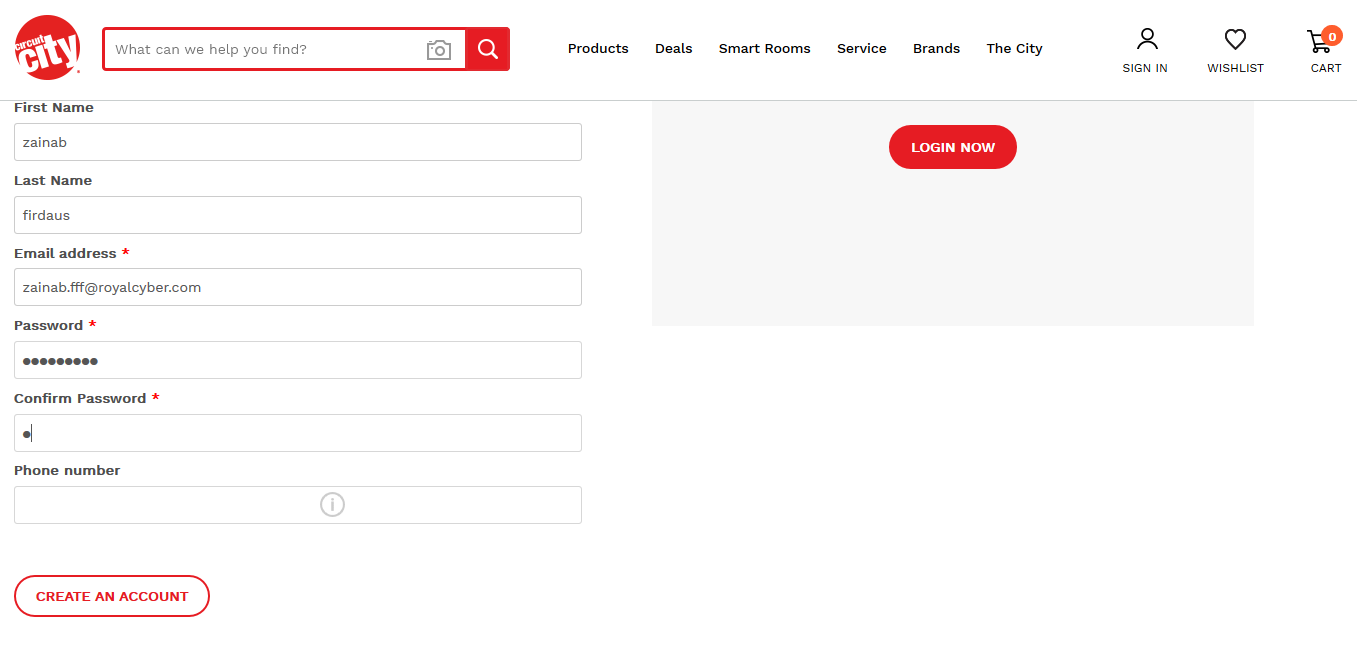 circuit
city
What can we help you find?
Products Deals Smart Rooms Service Brands The City
SIGN IN
WISHLIST
0
CART
First Name
zainab
Last Name
firdaus
Email address *
zainab.fff@royalcyber.com
Password *
●●●●●●●●●
Confirm Password *
●
Phone number
i
CREATE AN ACCOUNT
LOGIN NOW